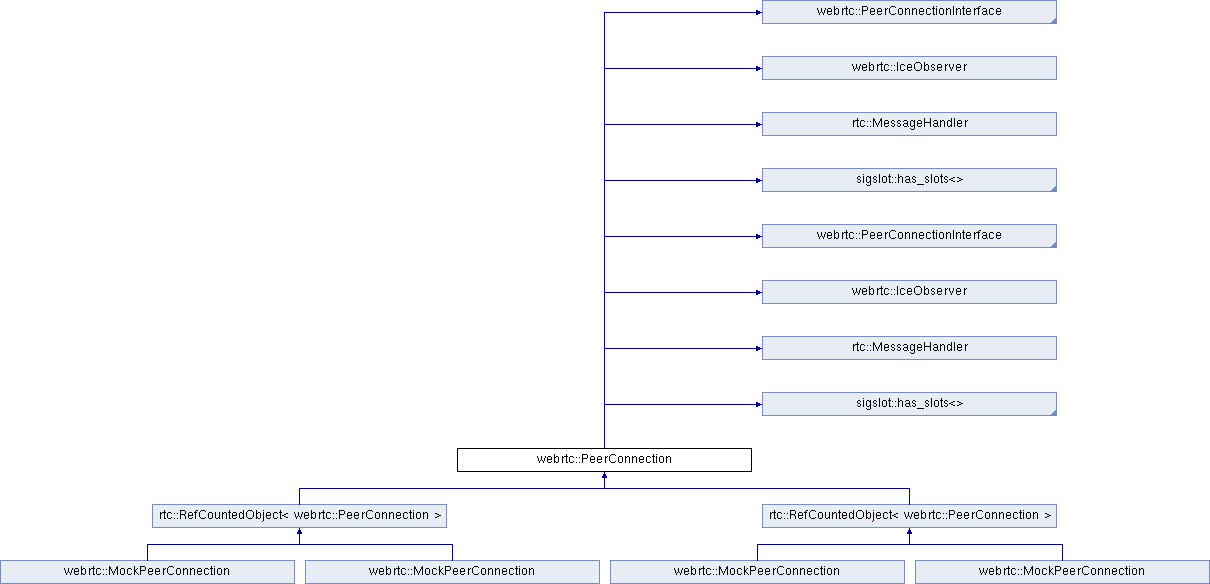 webrtc::PeerConnectionInterface
webrtc::IceObserver
rtc::MessageHandler
sigslot::has_slots<>
webrtc::PeerConnectionInterface
webrtc::IceObserver
rtc::MessageHandler
sigslot::has_slots<>
webrtc::PeerConnection
rtc::RefCountedObject< webrtc::PeerConnection > rtc::RefCountedObject< webrtc::PeerConnection >
webrtc::MockPeerConnection webrtc::MockPeerConnection webrtc::MockPeerConnection webrtc::MockPeerConnection